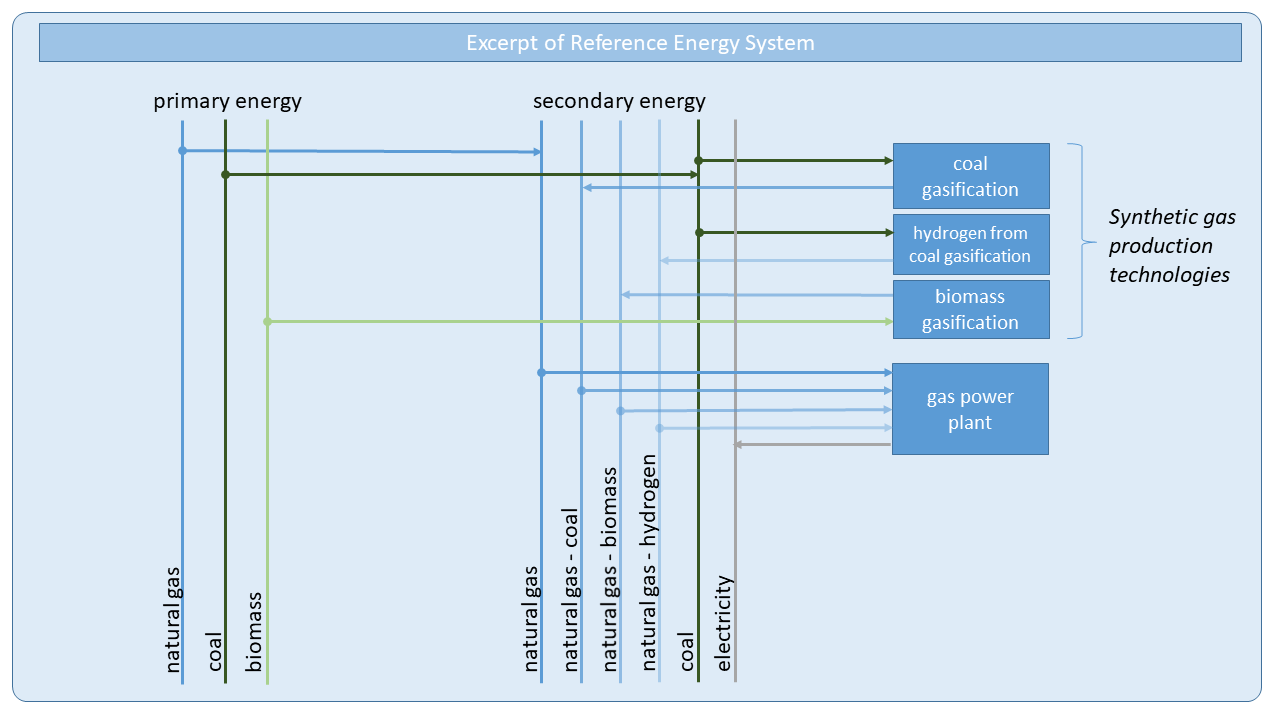 Excerpt of Reference Energy System
primary energy
secondary energy
coal
gasification
hydrogen from
coal gasification
biomass
gasification
Synthetic gas
production
technologies
gas power
plant
natural gas
coal
biomass
natural gas
natural gas - coal
natural gas - biomass
natural gas - hydrogen
coal
electricity